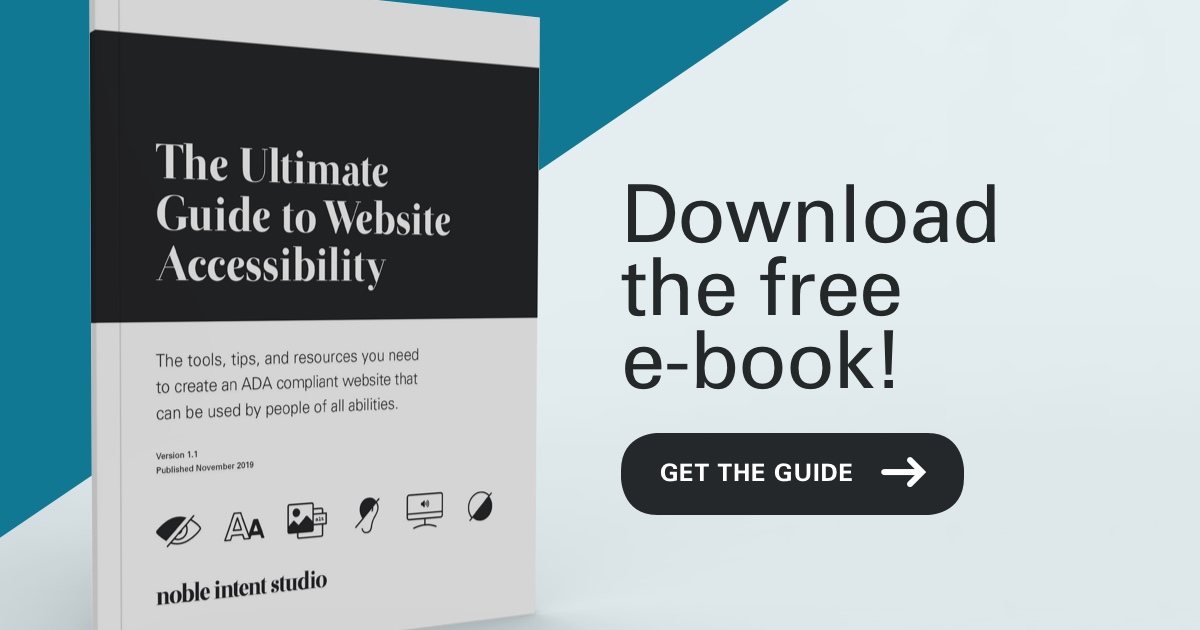 The Ultimate
Guide to Website
Accessibility
The tools, tips, and resources you need
to create an ADA compliant website that
can be used by people of all abilities.
Version 1.1
Published November 2019
AA
alt
noble intent studio
Download
the free
e-book!
GET THE GUIDE